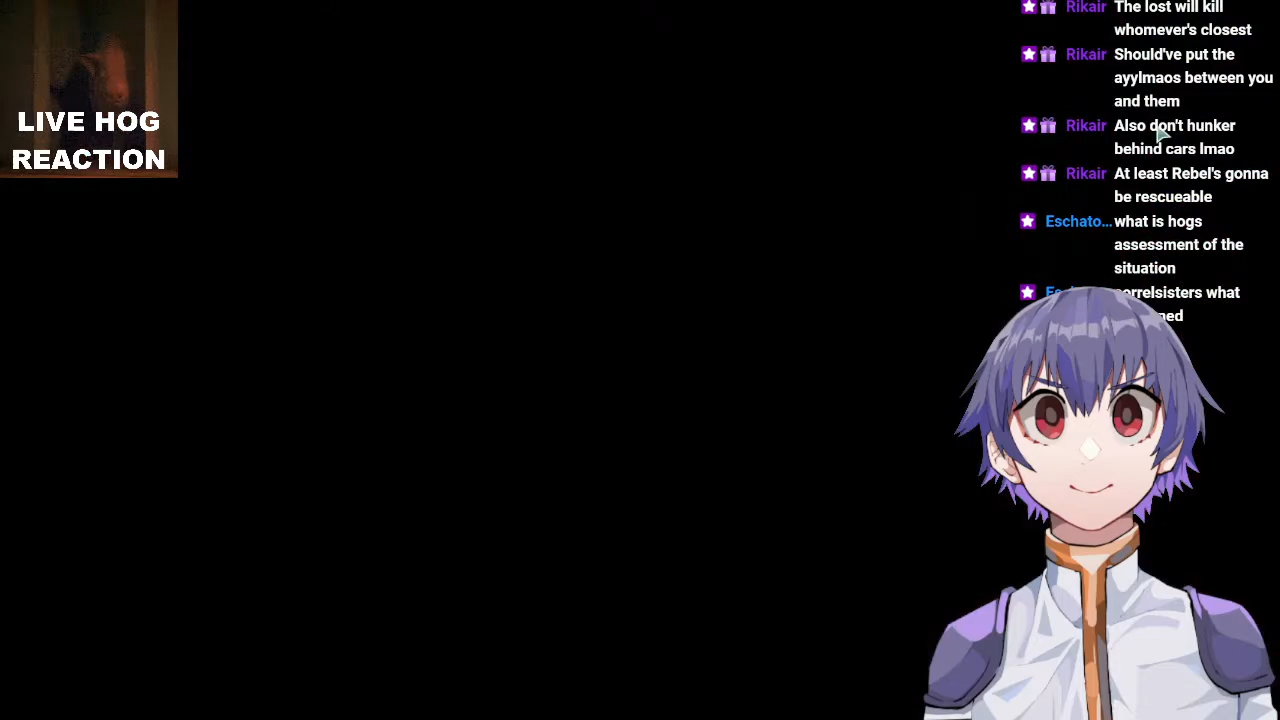 LIVE HOG
REACTION
Rikair The lost will kill
whomever's closest
Rikair Should've put the
ayylmaos between you
and them
Rikair Also don't hunker
behind cars lmao
Rikair At least Rebel's gonna
be rescueable
Eschato... what is hogs
assessment of the
situation
what